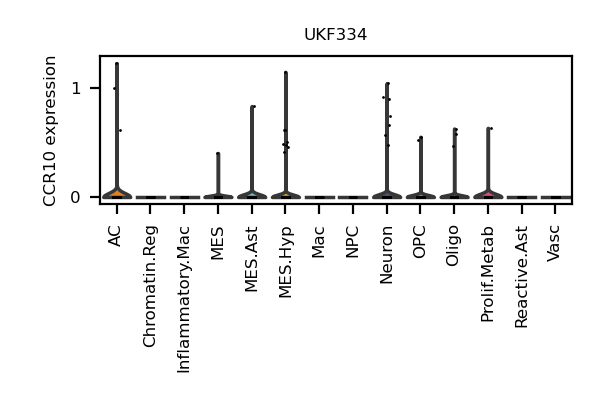 UKF334
CCR10 expression
1
0
AC
Chromatin.Reg
Inflammatory.Mac
MES
MES.Ast
MES.Hyp
Mac
NPC
Neuron
OPC
Oligo
Prolif.Metab
Reactive.Ast
Vasc